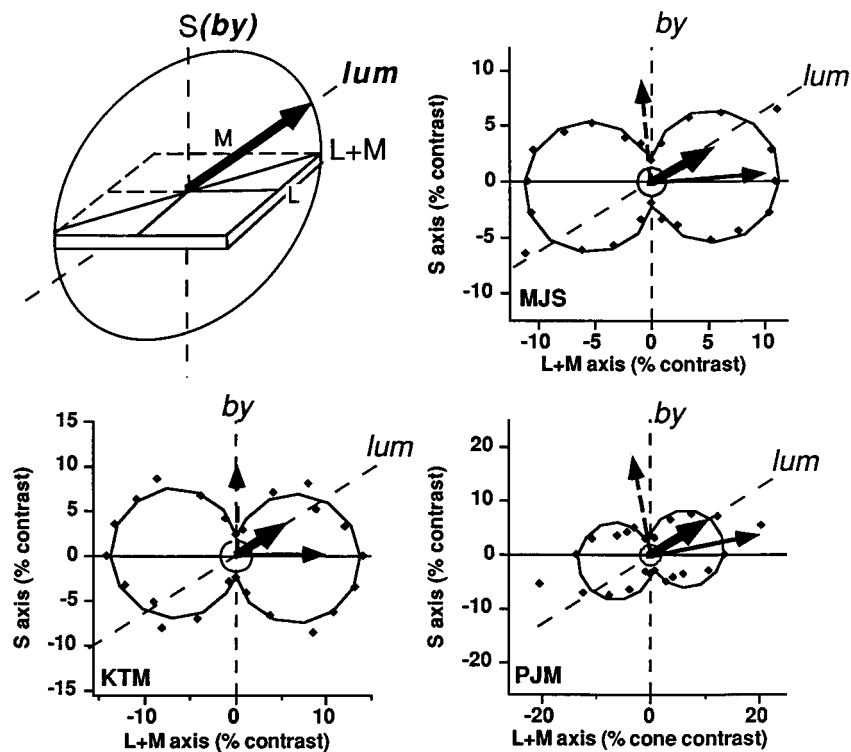 S(by)
lum
M
L+M
L
by
lum
S axis (% contrast)
10
5
0
-5
-10
MJS
-10
-5
0
5
10
L+M axis (% contrast)
by
lum
S axis (% contrast)
15
10
5
0
-5
-10
-15
KTM
-10
0
10
L+M axis (% contrast)
by
lum
S axis (% contrast)
20
10
0
-10
-20
PJM
-20
0
20
L+M axis (% cone contrast)